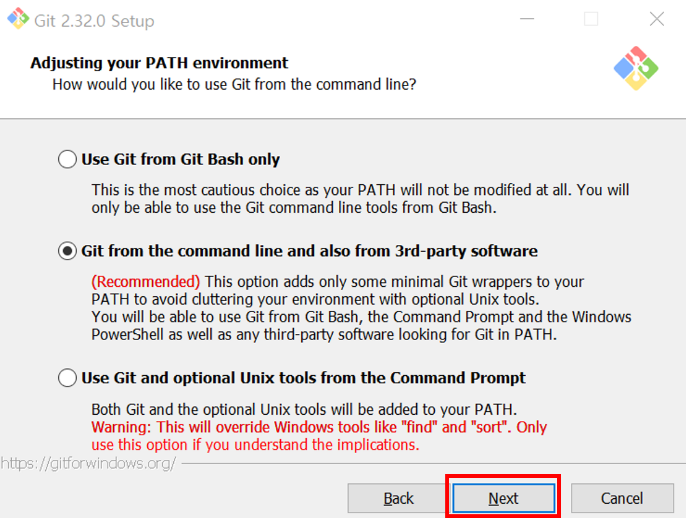 Git 2.32.0 Setup
Adjusting your PATH environment
How would you like to use Git from the command line?
Use Git from Git Bash only
This is the most cautious choice as your PATH will not be modified at all. You will
only be able to use the Git command line tools from Git Bash.
Git from the command line and also from 3rd-party software
(Recommended) This option adds only some minimal Git wrappers to your
PATH to avoid cluttering your environment with optional Unix tools.
You will be able to use Git from Git Bash, the Command Prompt and the Windows
PowerShell as well as any third-party software looking for Git in PATH.
Use Git and optional Unix tools from the Command Prompt
Both Git and the optional Unix tools will be added to your PATH.
Warning: This will override Windows tools like "find" and "sort". Only
use this option if you understand the implications.
https://gitforwindows.org/
Back Next Cancel